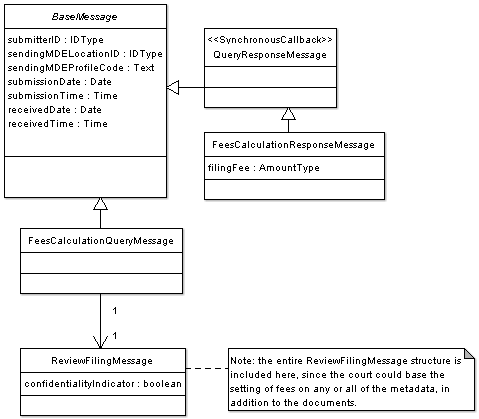 BaseMessage
submitterID : IDType
sendingMDELocationID : IDType
sendingMDEProfileCode : Text
submissionDate : Date
submissionTime : Time
receivedDate : Date
receivedTime : Time
<<SynchronousCallback>>
QueryResponseMessage
FeesCalculationResponseMessage
filingFee : AmountType
FeesCalculationQueryMessage
1
1
ReviewFilingMessage
confidentialityIndicator : boolean
Note: the entire ReviewFilingMessage structure is
included here, since the court could base the
setting of fees on any or all of the metadata, in
addition to the documents.